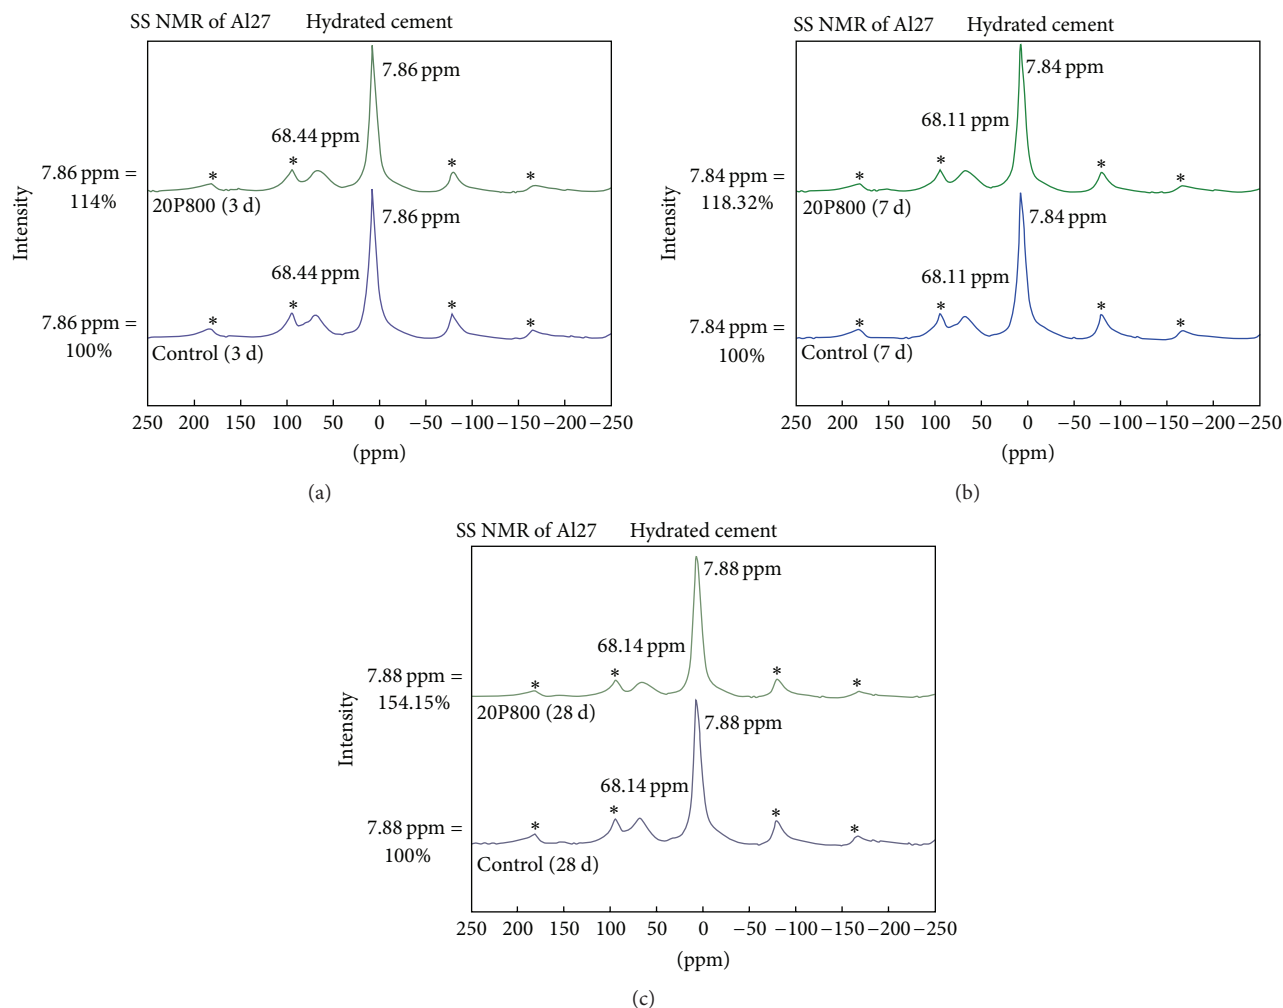 SS NMR of Al27 Hydrated cement
7.86 ppm
68.44 ppm
* * * *
7.86 ppm =
114%
20P800 (3 d)
7.86 ppm
68.44 ppm
* * * *
7.86 ppm =
100%
Control (3 d)
Intensity
250 200 150 100 50 0 −50 −100 −150 −200 −250
(ppm)
(a)
SS NMR of Al27 Hydrated cement
7.84 ppm
68.11 ppm
* * * *
7.84 ppm =
118.32%
20P800 (7 d)
7.84 ppm
68.11 ppm
* * * *
7.84 ppm =
100%
Control (7 d)
Intensity
250 200 150 100 50 0 −50 −100 −150 −200 −250
(ppm)
(b)
SS NMR of Al27 Hydrated cement
7.88 ppm
68.14 ppm
* * * *
7.88 ppm =
154.15%
20P800 (28 d)
7.88 ppm
68.14 ppm
* * * *
7.88 ppm =
100%
Control (28 d)
Intensity
250 200 150 100 50 0 −50 −100 −150 −200 −250
(ppm)
(c)